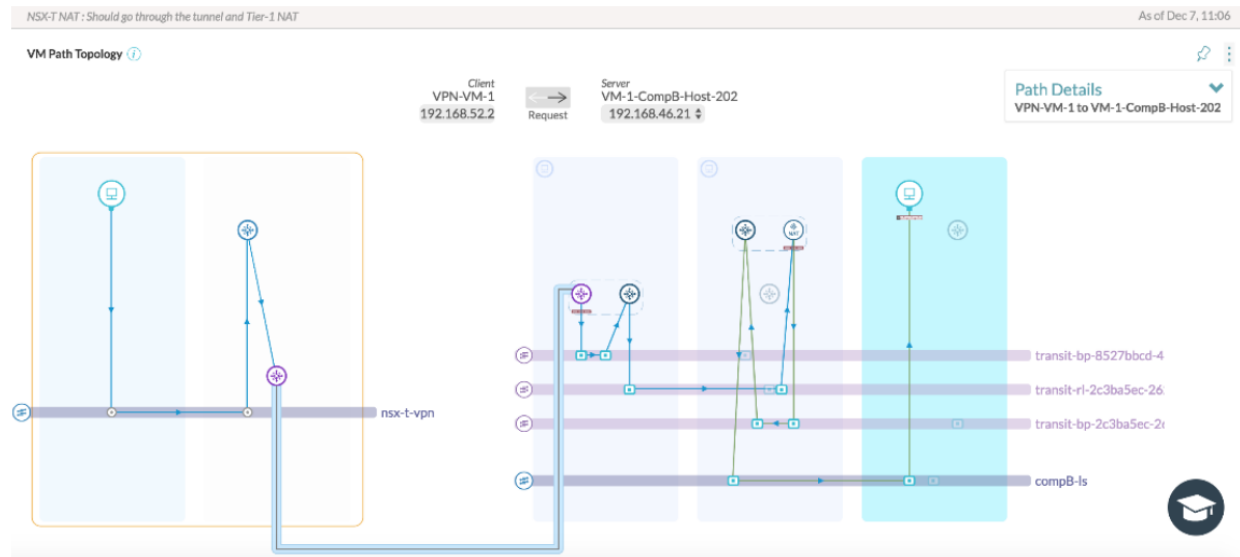 NSX-T NAT : Should go through the tunnel and Tier-1 NAT
As of Dec 7, 11:06
VM Path Topology
Client
VPN-VM-1
192.168.52.2
Request
Server
VM-1-CompB-Host-202
192.168.46.21
Path Details
VPN-VM-1 to VM-1-CompB-Host-202
NAT
transit-bp-8527bbcd-4
transit-rl-2c3ba5ec-26
nsx-t-vpn
transit-bp-2c3ba5ec-2
compB-ls